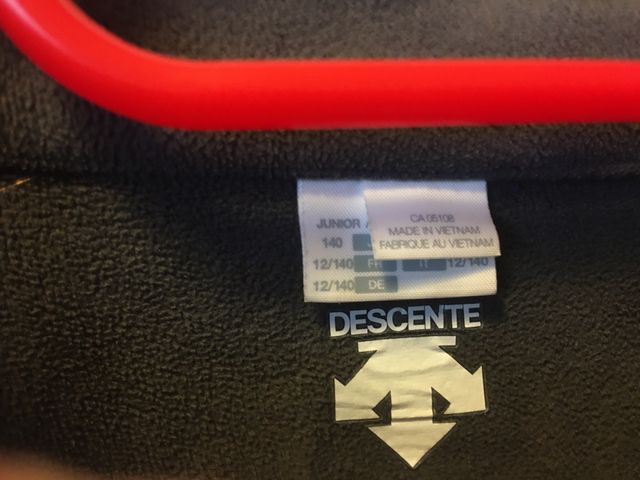 JUNIOR
CA 05108
MADE IN VIETNAM
FABRIQUE AU VIETNAM
140
12/140 FR IT 12/140
12/140 DE
DESCENTE